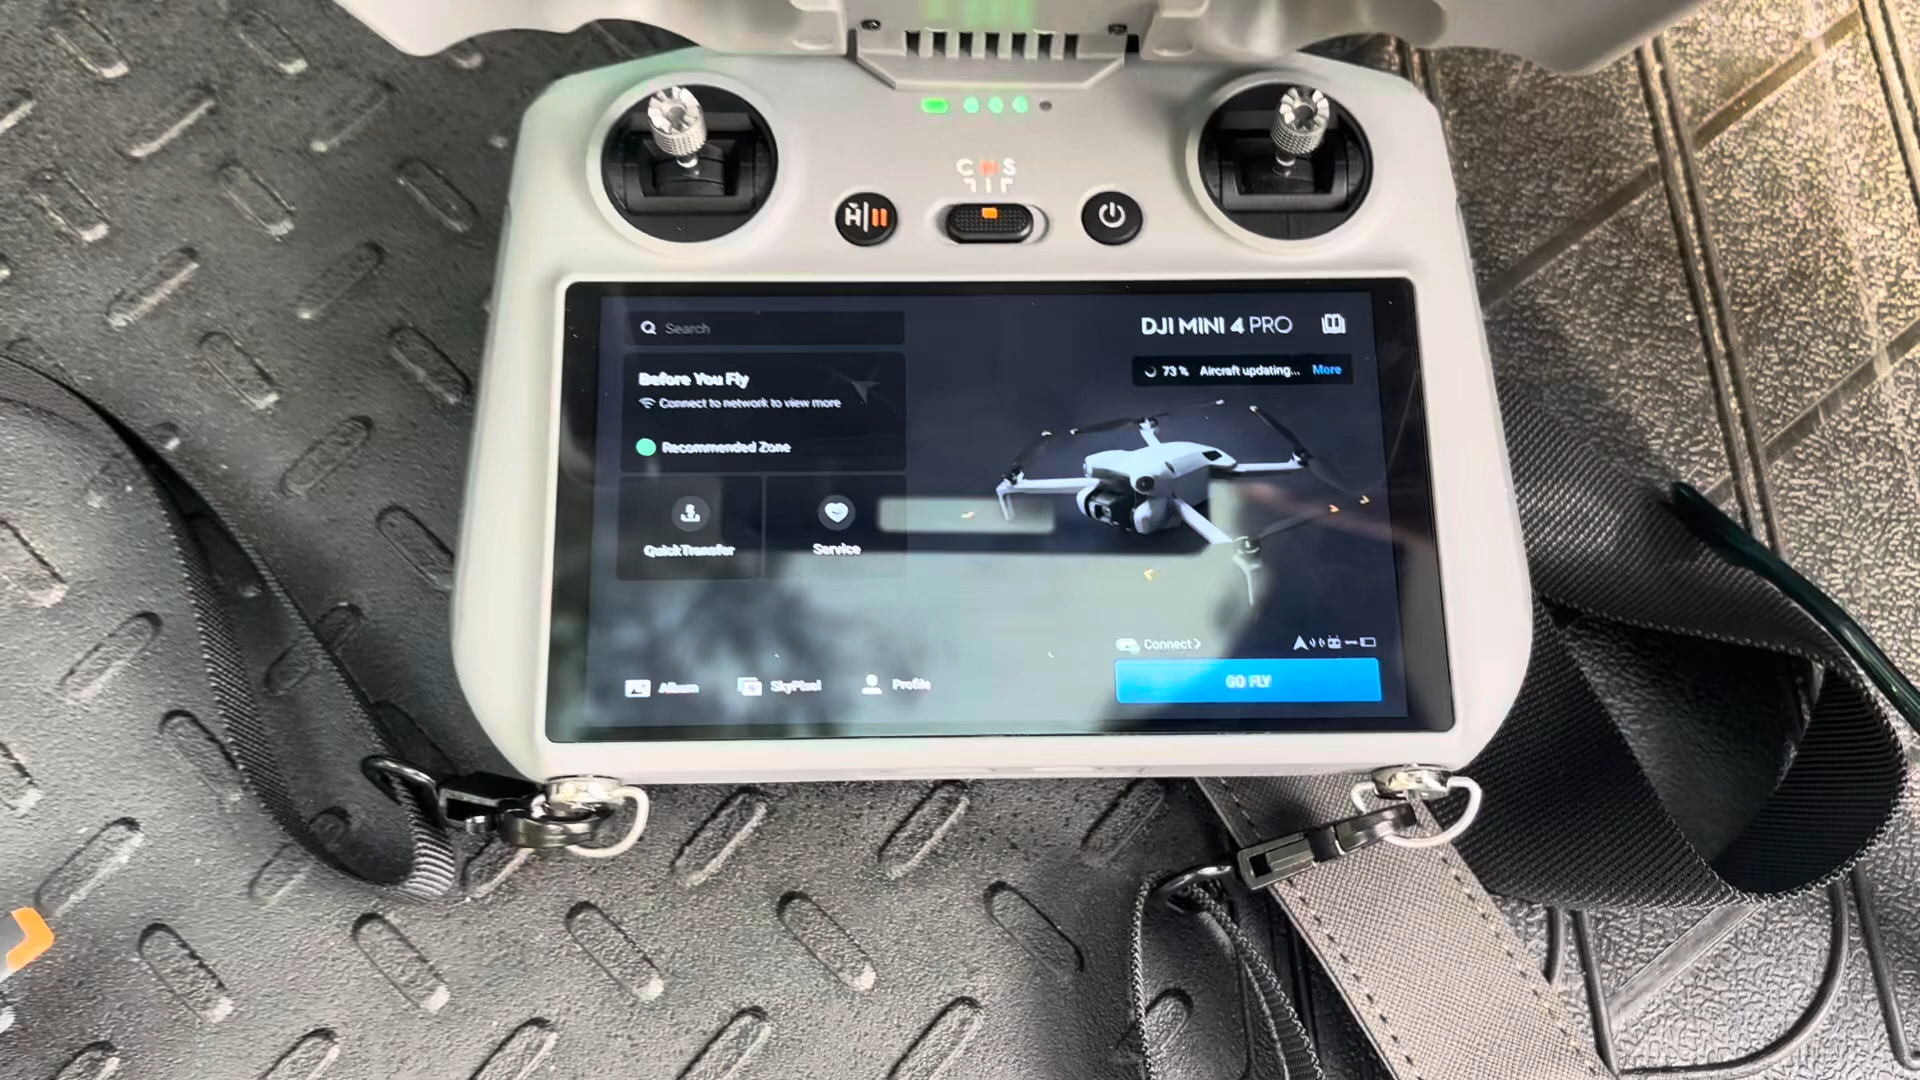 C N S
H
Search
DJI MINI 4 PRO
Before You Fly
73 % Aircraft updating... More
Connect to network to view more
Recommended Zone
QuickTransfer
Service
Connect
Album
SkyPixel
Profile
GO FLY